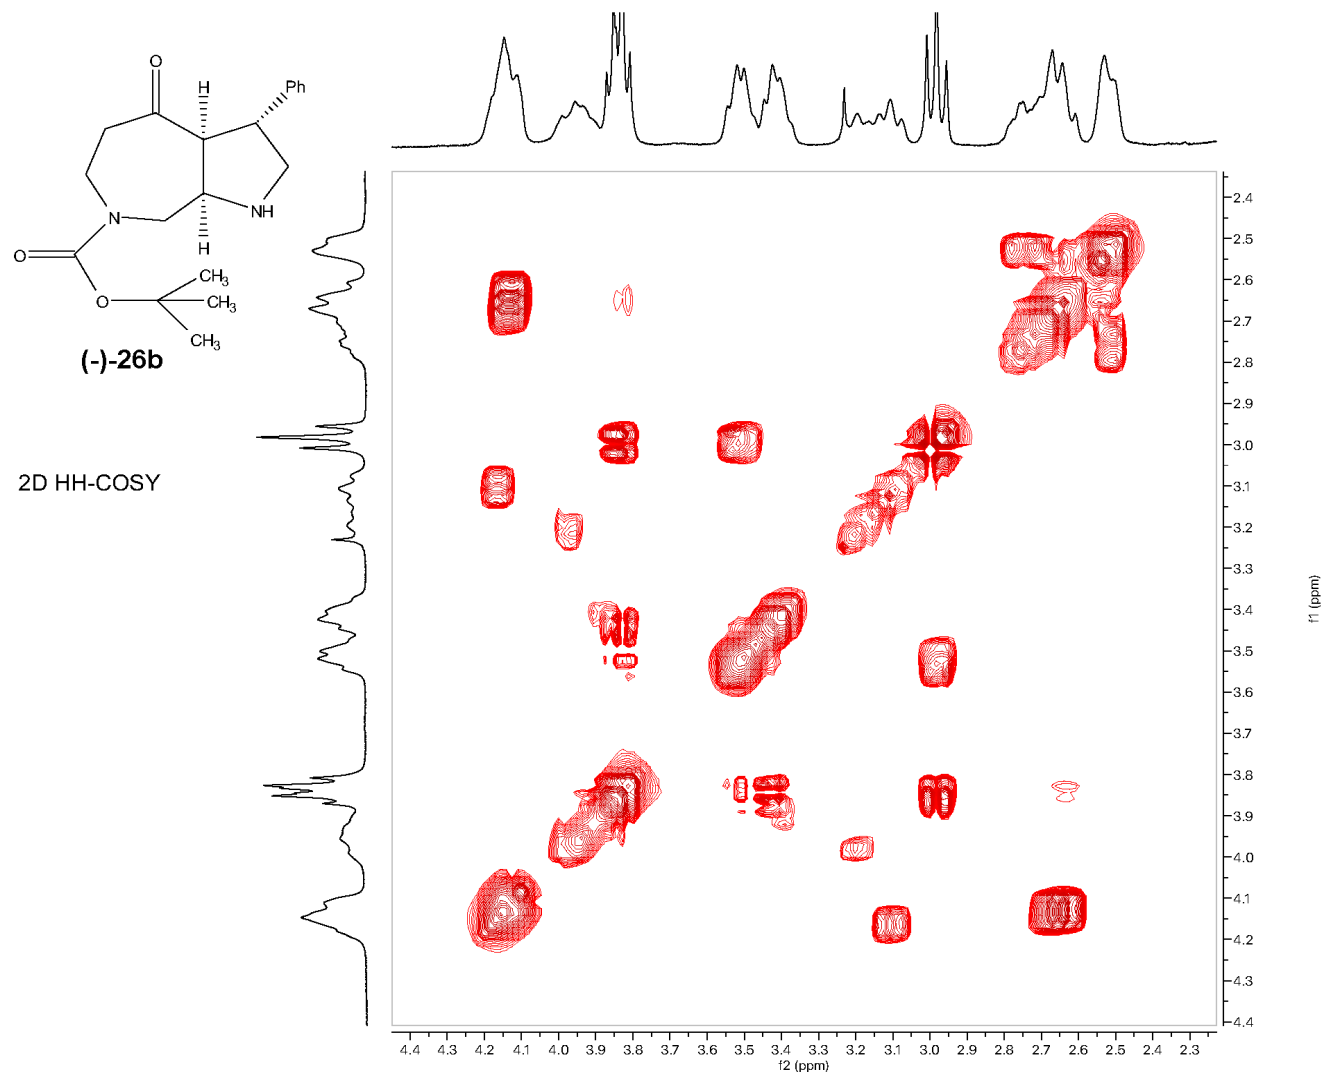 O
H
Ph
N
NH
H
O
O
CH3
CH3
CH3
(-)-26b
2D HH-COSY
2.4
2.5
2.6
2.7
2.8
2.9
3.0
3.1
3.2
3.3
3.4
3.5
3.6
3.7
3.8
3.9
4.0
4.1
4.2
4.3
4.4
f1 (ppm)
4.4 4.3 4.2 4.1 4.0 3.9 3.8 3.7 3.6 3.5 3.4 3.3 3.2 3.1 3.0 2.9 2.8 2.7 2.6 2.5 2.4 2.3
f2 (ppm)